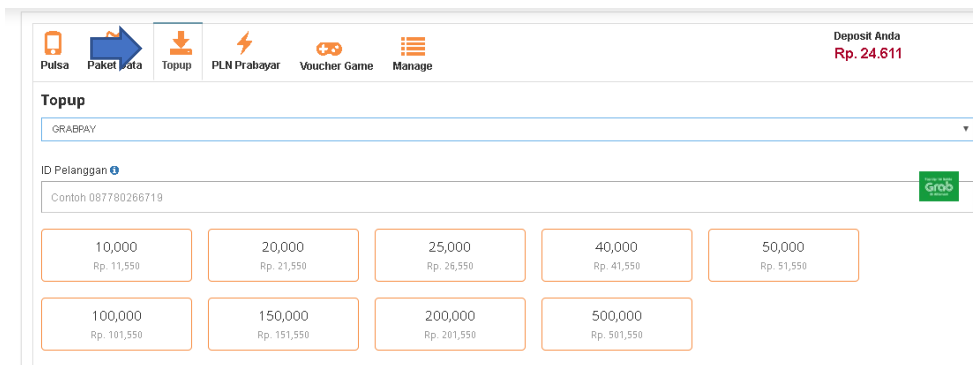 Deposit Anda
Rp. 24.611
Pulsa Paket Data Topup PLN Prabayar Voucher Game Manage
Topup
GRABPAY
ID Pelanggan
Contoh 087780266719
Grab
10,000 20,000 25,000 40,000 50,000
Rp. 11,550 Rp. 21,550 Rp. 26,550 Rp. 41,550 Rp. 51,550
100,000 150,000 200,000 500,000
Rp. 101,550 Rp. 151,550 Rp. 201,550 Rp. 501,550